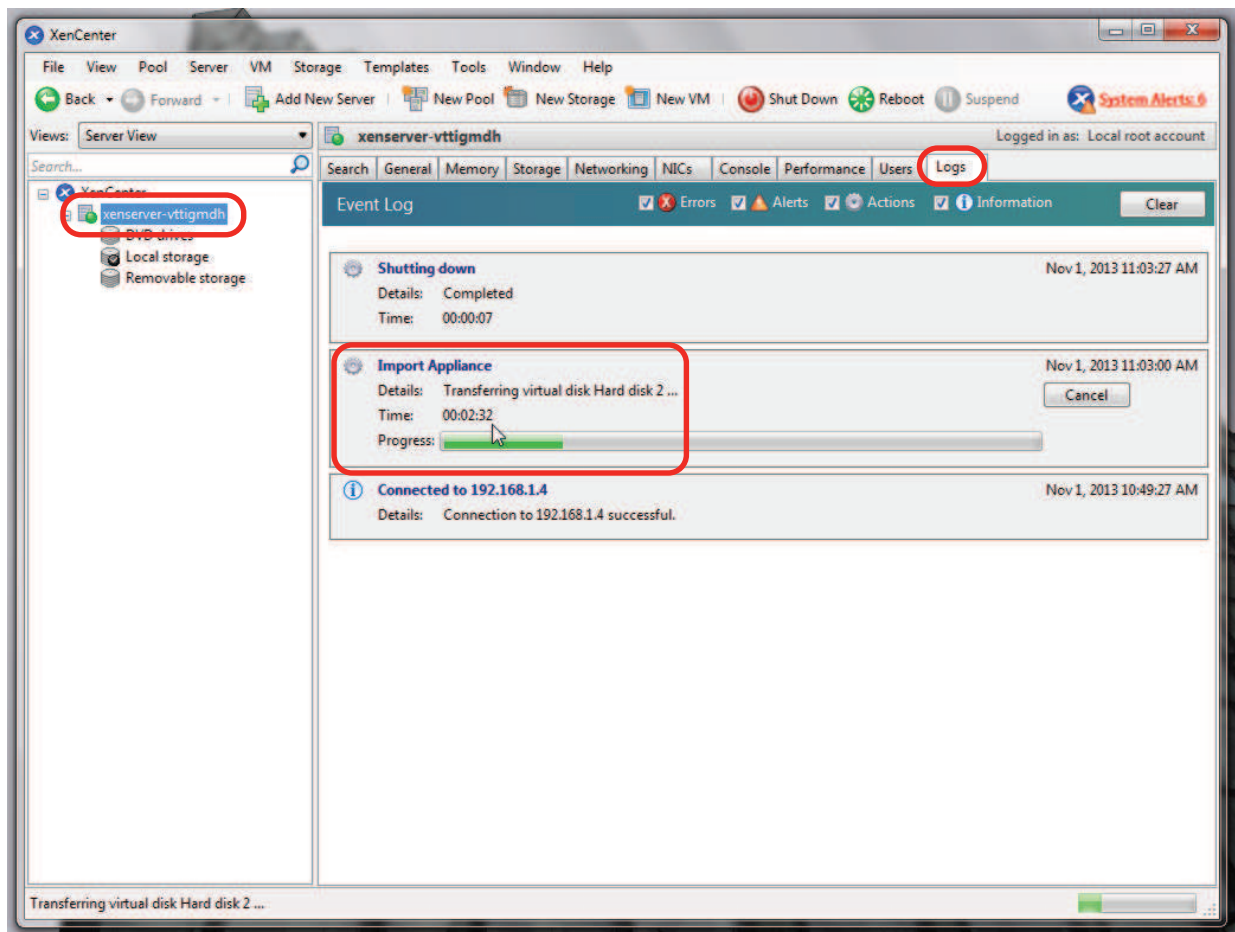 XenCenter
File View Pool Server VM Storage Templates Tools Window Help
Back Forward Add New Server New Pool New Storage New VM Shut Down Reboot Suspend System Alerts: 6
Views: Server View
Search...
XenCenter
xenserver-vttigmdh
DVD drives
Local storage
Removable storage
xenserver-vttigmdh Logged in as: Local root account
Search General Memory Storage Networking NICs Console Performance Users Logs
Event Log Errors Alerts Actions Information Clear
Shutting down Nov 1, 2013 11:03:27 AM
Details: Completed
Time: 00:00:07
Import Appliance Nov 1, 2013 11:03:00 AM
Details: Transferring virtual disk Hard disk 2 ... Cancel
Time: 00:02:32
Progress:
Connected to 192.168.1.4 Nov 1, 2013 10:49:27 AM
Details: Connection to 192.168.1.4 successful.
Transferring virtual disk Hard disk 2 ...